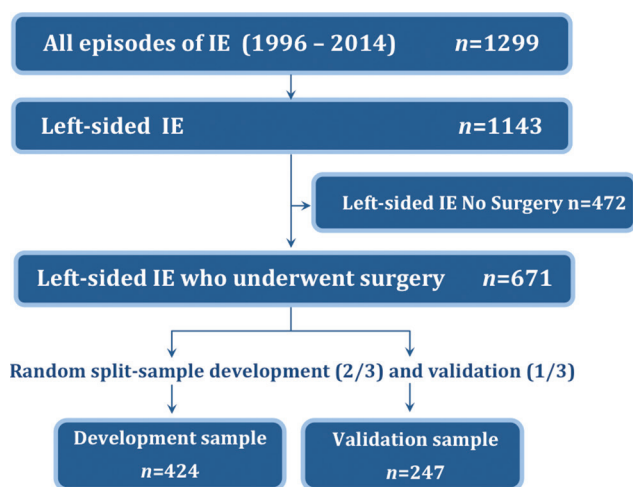 All episodes of IE (1996 – 2014) n=1299
Left-sided IE n=1143
Left-sided IE No Surgery n=472
Left-sided IE who underwent surgery n=671
Random split-sample development (2/3) and validation (1/3)
Development sample
n=424
Validation sample
n=247